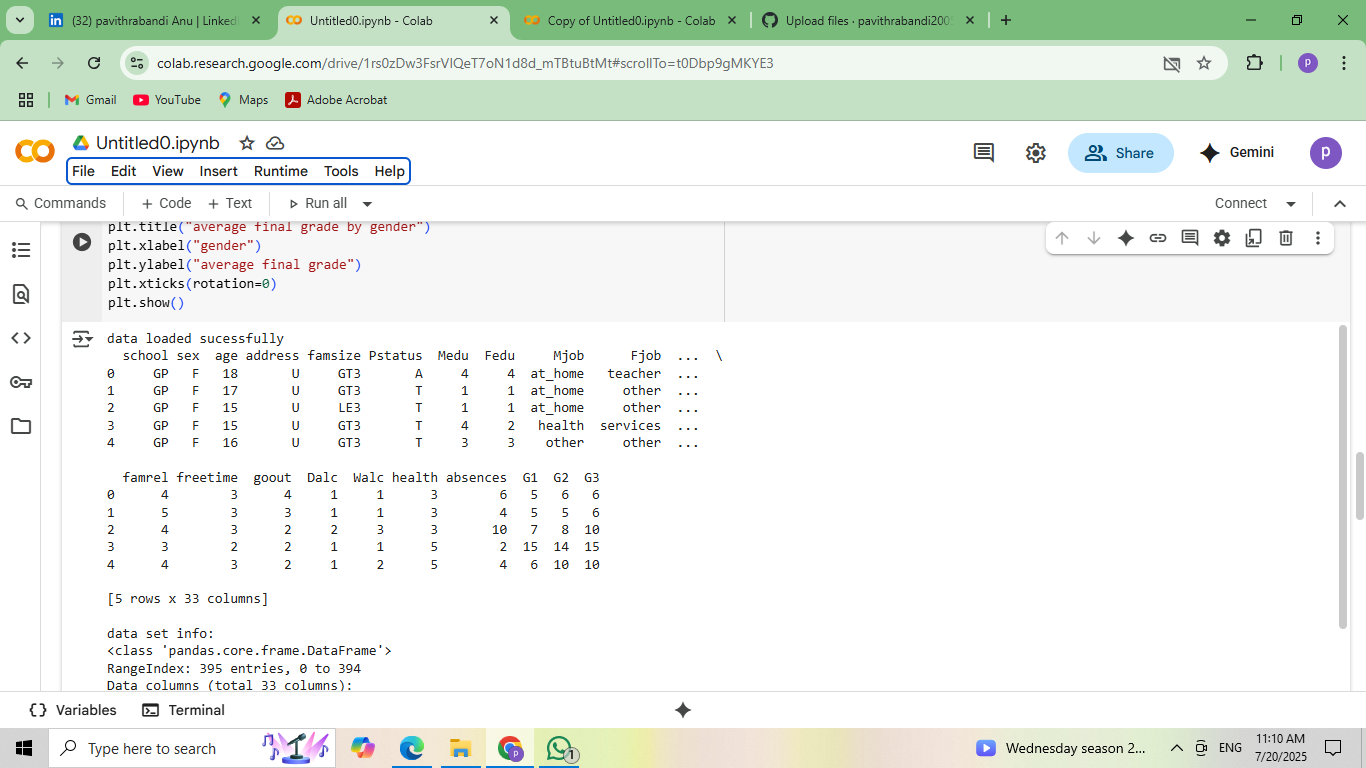 (32) pavithrabandi Anu | Linked
Untitled0.ipynb - Colab
Copy of Untitled0.ipynb - Colab
Upload files · pavithrabandi200
colab.research.google.com/drive/1rs0zDw3FsrVIQeT7oN1d8d_mTBtuBtMt#scrollTo=t0Dbp9gMKYE3
p
Gmail
YouTube
Maps
Adobe Acrobat
Untitled0.ipynb
File Edit View Insert Runtime Tools Help
Share
Gemini
p
Commands
+ Code + Text
Run all
Connect
plt.title("average final grade by gender")
plt.xlabel("gender")
plt.ylabel("average final grade")
plt.xticks(rotation=0)
plt.show()
data loaded sucessfully
school sex age address famsize Pstatus Medu Fedu Mjob Fjob ... \
0 GP F 18 U GT3 A 4 4 at_home teacher ...
1 GP F 17 U GT3 T 1 1 at_home other ...
2 GP F 15 U LE3 T 1 1 at_home other ...
3 GP F 15 U GT3 T 4 2 health services ...
4 GP F 16 U GT3 T 3 3 other other ...
famrel freetime goout Dalc Walc health absences G1 G2 G3
0 4 3 4 1 1 3 6 5 6 6
1 5 3 3 1 1 3 4 5 5 6
2 4 3 2 2 3 3 10 7 8 10
3 3 2 2 1 1 5 2 15 14 15
4 4 3 2 1 2 5 4 6 10 10
[5 rows x 33 columns]
data set info:
<class 'pandas.core.frame.DataFrame'>
RangeIndex: 395 entries, 0 to 394
Data columns (total 33 columns):
Variables
Terminal
Type here to search
1
Wednesday season 2...
ENG
11:10 AM
7/20/2025